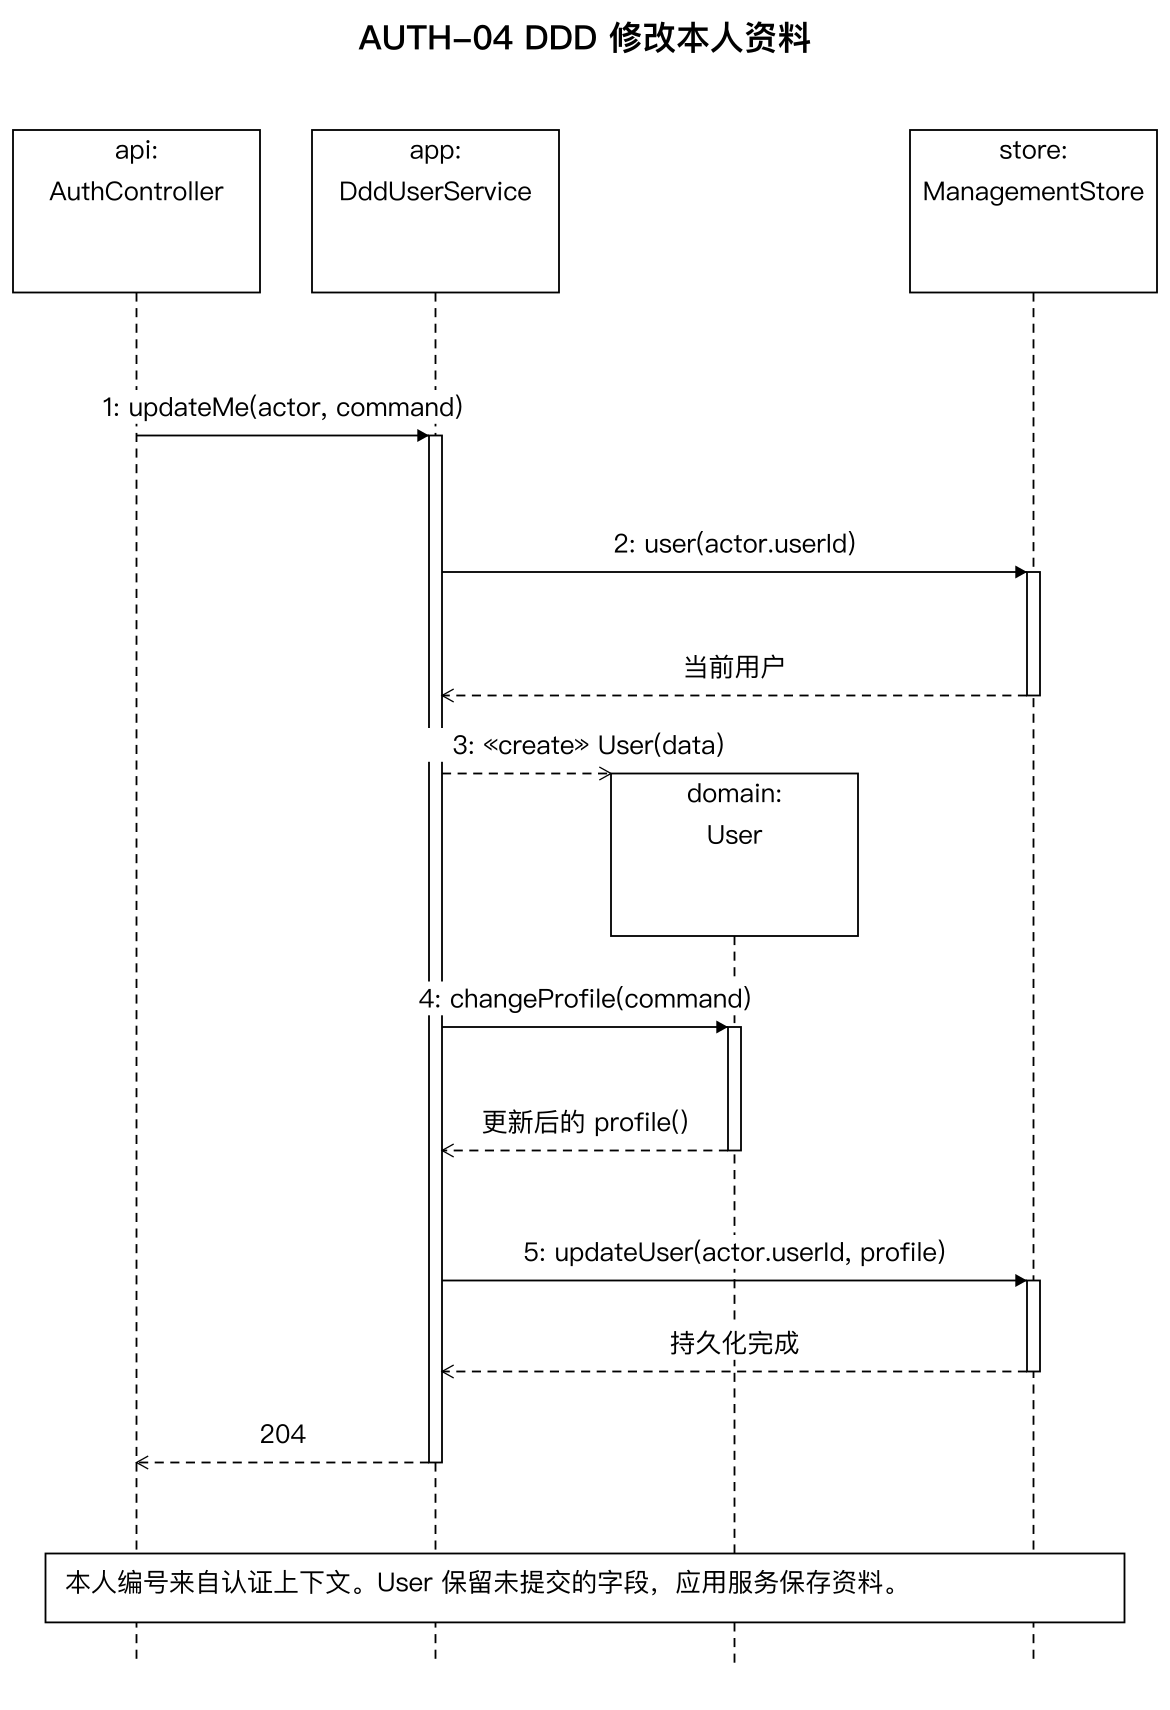 AUTH-04 DDD 修改本人资料
api:
AuthController
app:
DddUserService
store:
ManagementStore
1: updateMe(actor, command)
2: user(actor.userId)
当前用户
3: «create» User(data)
domain:
User
4: changeProfile(command)
更新后的 profile()
5: updateUser(actor.userId, profile)
持久化完成
204
本人编号来自认证上下文。User 保留未提交的字段，应用服务保存资料。